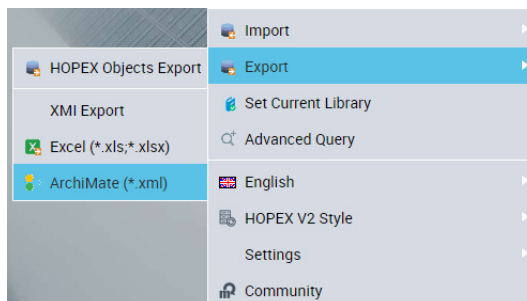 Import
Export
Set Current Library
Advanced Query
English
HOPEX V2 Style
Settings
Community
HOPEX Objects Export
XMI Export
Excel (*.xls;*.xlsx)
ArchiMate (*.xml)